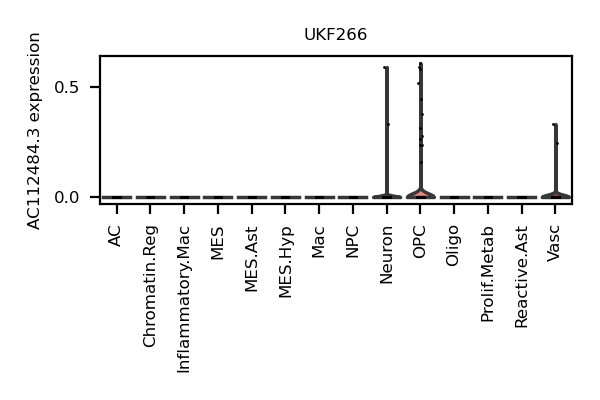 UKF266
AC112484.3 expression
0.5
0.0
AC
Chromatin.Reg
Inflammatory.Mac
MES
MES.Ast
MES.Hyp
Mac
NPC
Neuron
OPC
Oligo
Prolif.Metab
Reactive.Ast
Vasc